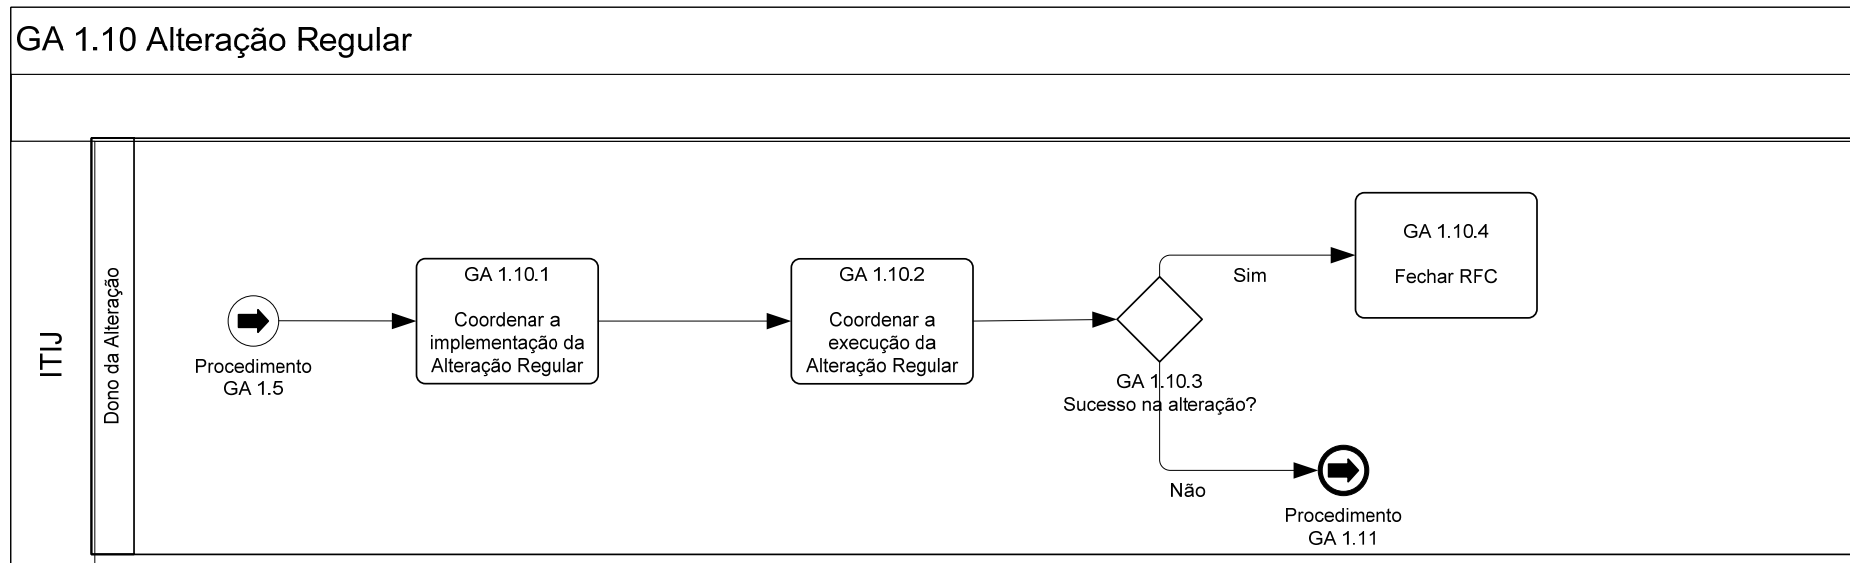 GA 1.10 Alteração Regular
ITIJ
Dono da Alteração
Procedimento
GA 1.5
GA 1.10.1
Coordenar a
implementação da
Alteração Regular
GA 1.10.2
Coordenar a
execução da
Alteração Regular
GA 1.10.3
Sucesso na alteração?
Sim
GA 1.10.4
Fechar RFC
Não
Procedimento
GA 1.11